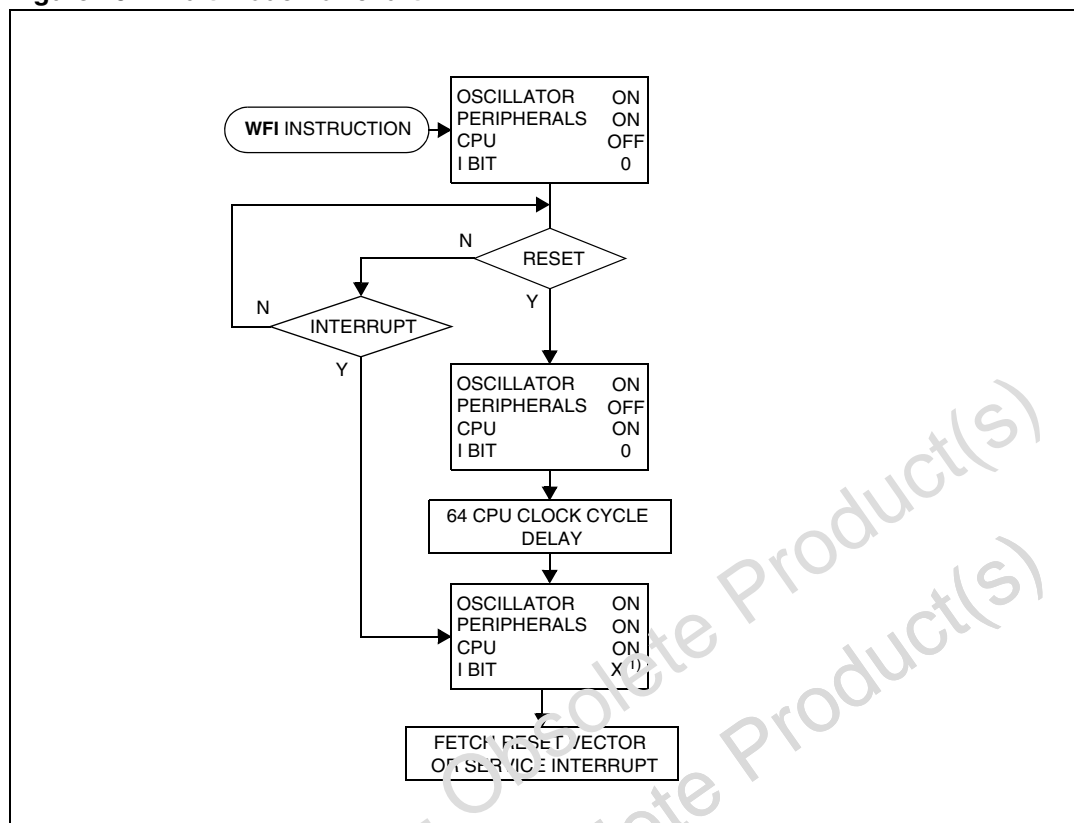 WFI INSTRUCTION
OSCILLATOR ON
PERIPHERALS ON
CPU OFF
I BIT 0
N
RESET
Y
N
INTERRUPT
Y
OSCILLATOR ON
PERIPHERALS OFF
CPU ON
I BIT 0
64 CPU CLOCK CYCLE
DELAY
OSCILLATOR ON
PERIPHERALS ON
CPU ON
I BIT X (1)
FETCH RESET VECTOR
OR SERVICE INTERRUPT
Obsolete Product(s)
Obsolete Product(s)